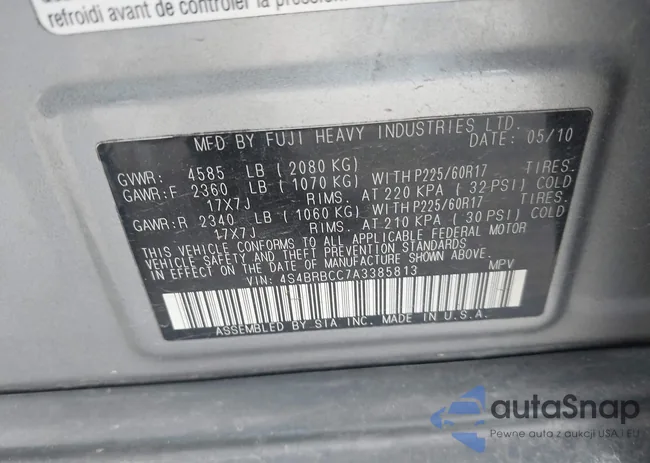 refroidi avant de contrôler la pression
MFD BY FUJI HEAVY INDUSTRIES LTD.
DATE: 05/10
GVWR: 4585 LB ( 2080 KG)
GAWR:F 2360 LB ( 1070 KG) WITH P225/60R17 TIRES.
17X7J RIMS. AT 220 KPA ( 32 PSI) COLD
GAWR:R 2340 LB ( 1060 KG) WITH P225/60R17 TIRES.
17X7J RIMS. AT 210 KPA ( 30 PSI) COLD
THIS VEHICLE CONFORMS TO ALL APPLICABLE FEDERAL MOTOR
VEHICLE SAFETY AND THEFT PREVENTION STANDARDS
IN EFFECT ON THE DATE OF MANUFACTURE SHOWN ABOVE.
VIN: 4S4BRBCC7A3385813 MPV
ASSEMBLED BY SIA INC. MADE IN U.S.A.
autaSnap
Pewne auta z aukcji USA i EU